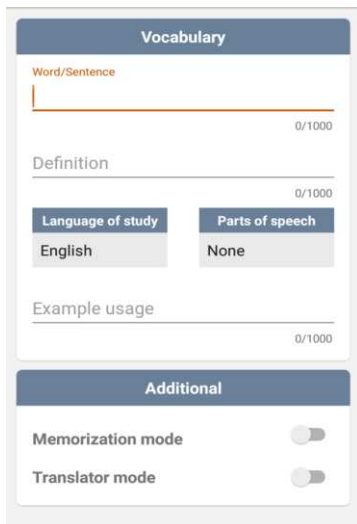 Vocabulary
Word/Sentence
0/1000
Definition
0/1000
Language of study
Parts of speech
English
None
Example usage
0/1000
Additional
Memorization mode
Translator mode